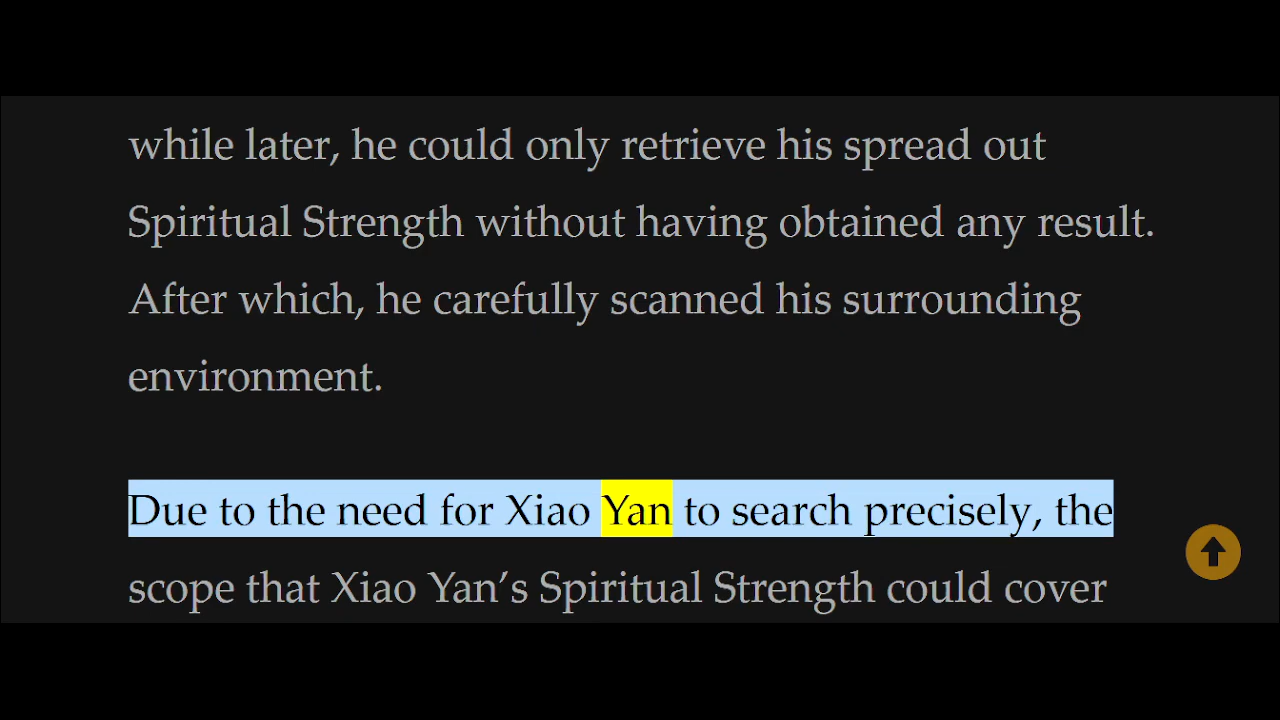 while later, he could only retrieve his spread out
Spiritual Strength without having obtained any result.
After which, he carefully scanned his surrounding
environment.
Due to the need for Xiao Yan to search precisely, the
scope that Xiao Yan’s Spiritual Strength could cover